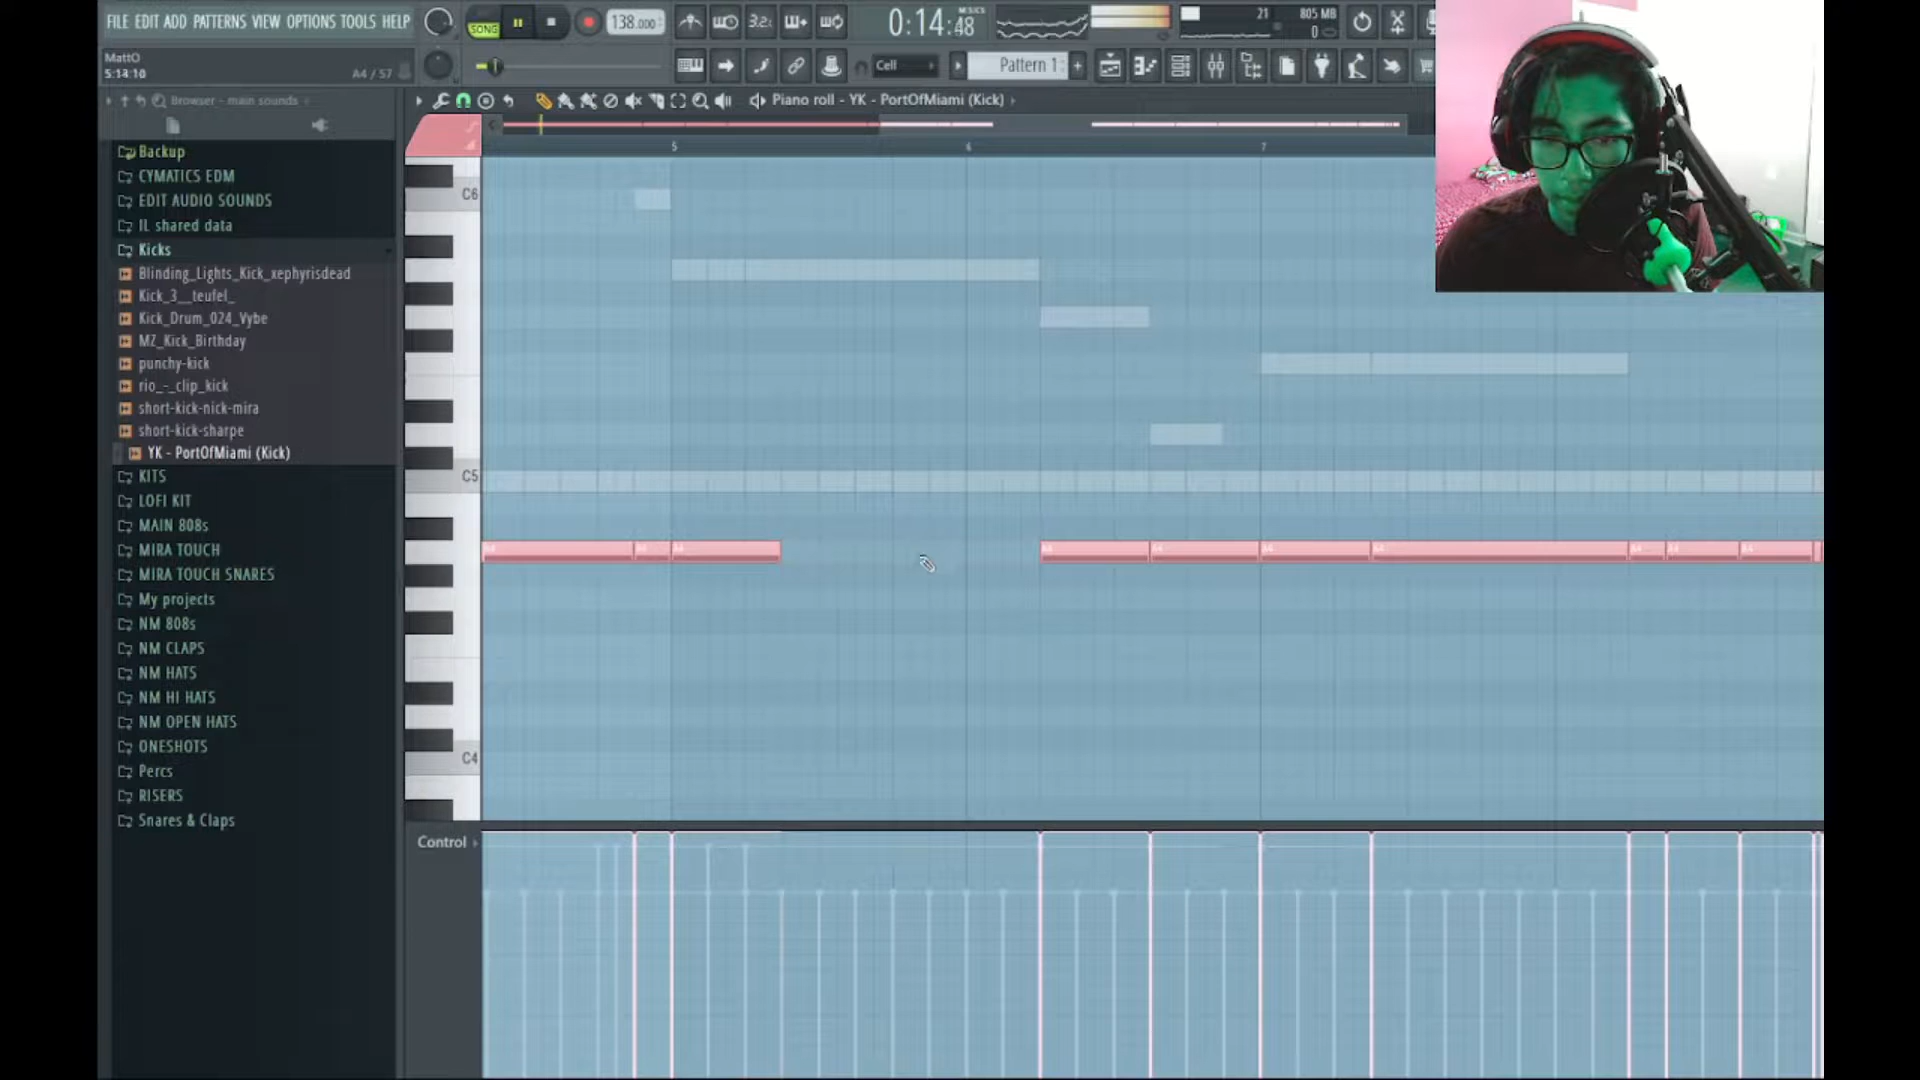 FILE EDIT ADD PATTERNS VIEW OPTIONS TOOLS HELP
SONG
138.000
3.2.
0:14:48
M:S:CS
21
805 MB
0
MattO
5:14:10
A4 / 57
Cell
Pattern 1
Browser - main sounds
Piano roll - YK - PortOfMiami (Kick)
5
6
7
Backup
CYMATICS EDM
EDIT AUDIO SOUNDS
IL shared data
Kicks
Blinding_Lights_Kick_xephyrisdead
Kick_3__teufel_
Kick_Drum_024_Vybe
MZ_Kick_Birthday
punchy-kick
rio_-_clip_kick
short-kick-nick-mira
short-kick-sharpe
YK - PortOfMiami (Kick)
KITS
LOFI KIT
MAIN 808s
MIRA TOUCH
MIRA TOUCH SNARES
My projects
NM 808s
NM CLAPS
NM HATS
NM HI HATS
NM OPEN HATS
ONESHOTS
Percs
RISERS
Snares & Claps
C6
C5
C4
Control